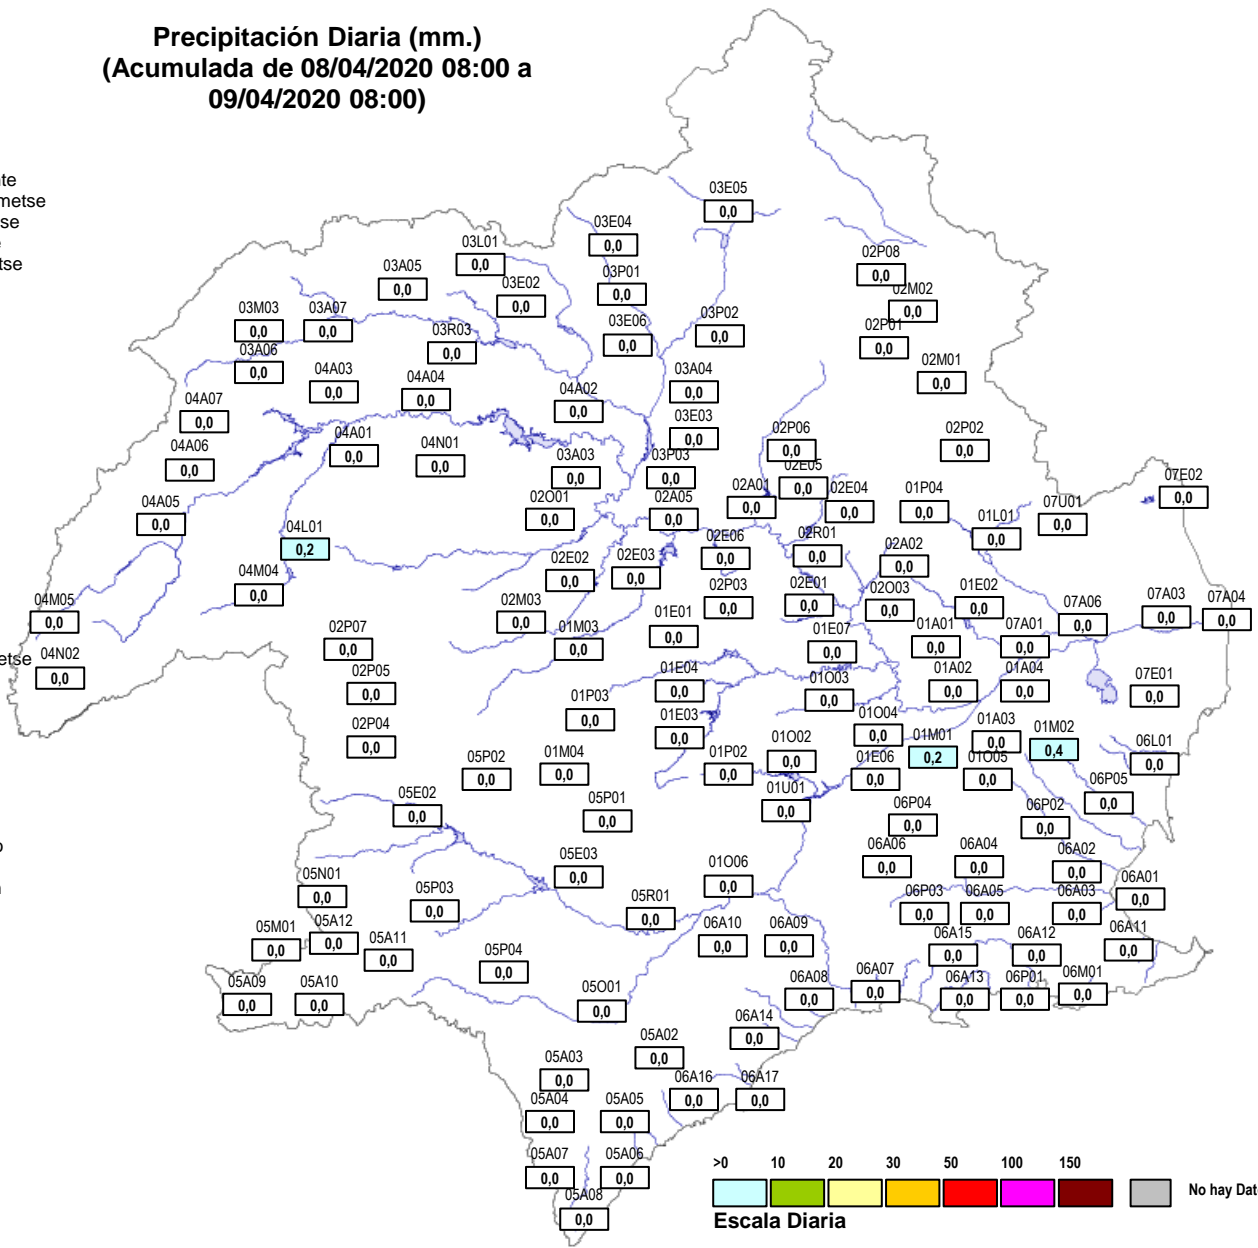 Precipitación Diaria (mm.)
(Acumulada de 08/04/2020 08:00 a
09/04/2020 08:00)
te
metse
se
tse
03E05
0,0
03E04
0,0
03L01
0,0
02P08
0,0
03A05
0,0
03P01
0,0
03E02
0,0
02M02
0,0
03M03
0,0
03A07
0,0
03P02
0,0
03E06
0,0
03R03
0,0
02P01
0,0
03A06
0,0
02M01
0,0
04A03
0,0
04A04
0,0
03A04
0,0
04A02
0,0
04A07
0,0
03E03
0,0
04A01
0,0
02P06
0,0
02P02
0,0
04A06
0,0
04N01
0,0
03A03
0,0
03P03
0,0
02E05
0,0
07E02
0,0
02A01
0,0
02E04
0,0
01P04
0,0
04A05
0,0
02O01
0,0
02A05
0,0
07U01
0,0
01L01
0,0
04L01
0,2
02E06
0,0
02R01
0,0
02A02
0,0
02E02
0,0
02E03
0,0
04M04
0,0
02P03
0,0
02E01
0,0
02O03
0,0
01E02
0,0
07A03
0,0
07A04
0,0
04M05
0,0
02M03
0,0
07A06
0,0
01E01
0,0
02P07
0,0
01M03
0,0
01E07
0,0
01A01
0,0
07A01
0,0
etse
04N02
0,0
02P05
0,0
01E04
0,0
01O03
0,0
01A02
0,0
01A04
0,0
07E01
0,0
01P03
0,0
02P04
0,0
01E03
0,0
01O04
0,0
01A03
0,0
01M02
0,4
01M01
0,2
05P02
0,0
01M04
0,0
01P02
0,0
01O02
0,0
01E06
0,0
01O05
0,0
06L01
0,0
05E02
0,0
05P01
0,0
01U01
0,0
06P04
0,0
06P02
0,0
06P05
0,0
o
05E03
0,0
01O06
0,0
06A06
0,0
06A04
0,0
06A02
0,0
05N01
0,0
05P03
0,0
05R01
0,0
06P03
0,0
06A05
0,0
06A03
0,0
06A01
0,0
05M01
0,0
05A12
0,0
05A11
0,0
05P04
0,0
06A10
0,0
06A09
0,0
06A15
0,0
06A12
0,0
06A11
0,0
05A09
0,0
05A10
0,0
05O01
0,0
06A08
0,0
06A07
0,0
06A13
0,0
06P01
0,0
06M01
0,0
06A14
0,0
05A02
0,0
05A03
0,0
06A16
0,0
06A17
0,0
05A04
0,0
05A05
0,0
05A07
0,0
05A06
0,0
05A08
0,0
>0 10 20 30 50 100 150
No hay Dat
Escala Diaria